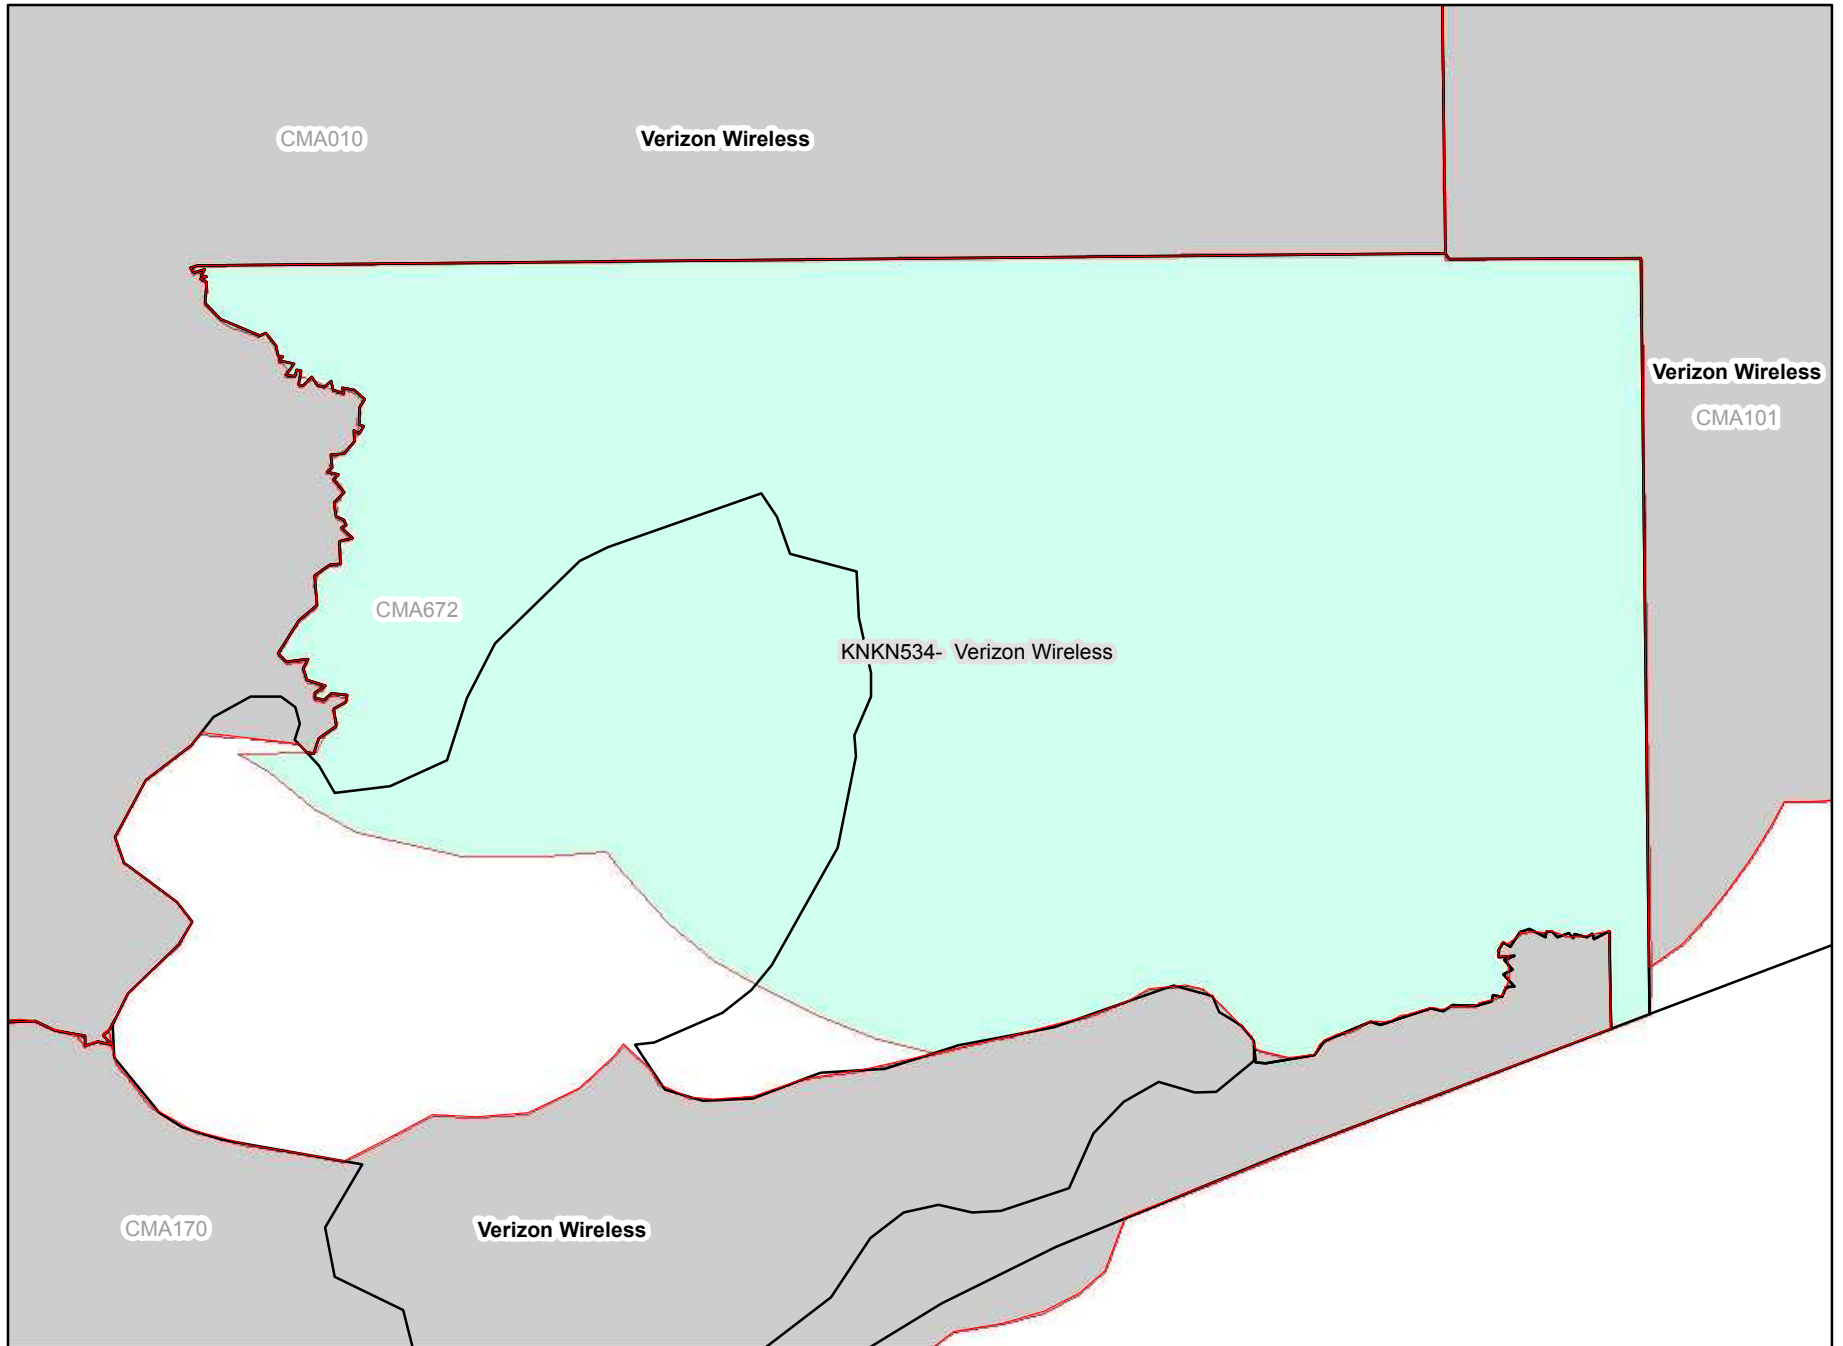 CMA010
Verizon Wireless
Verizon Wireless
CMA101
CMA672
KNKN534- Verizon Wireless
CMA170
Verizon Wireless